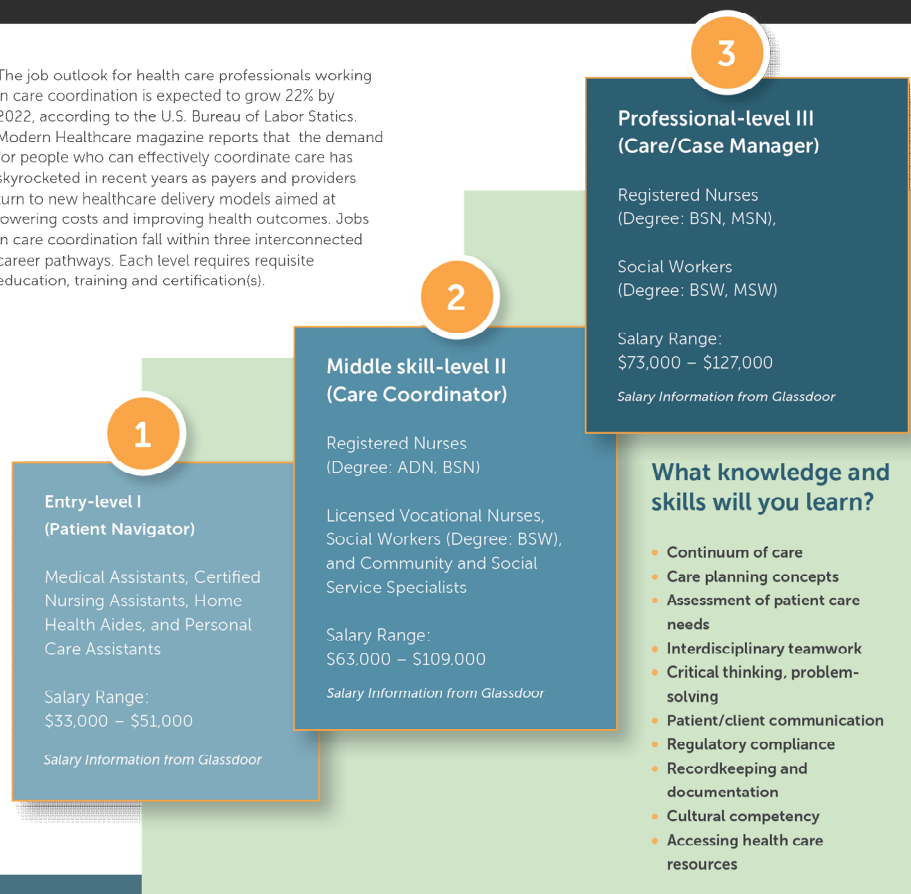 3
The job outlook for health care professionals working
n care coordination is expected to grow 22% by
2022, according to the U.S. Bureau of Labor Statics.
Modern Healthcare magazine reports that the demand
for people who can effectively coordinate care has
skyrocketed in recent years as payers and providers
turn to new healthcare delivery models aimed at
owering costs and improving health outcomes. Jobs
n care coordination fall within three interconnected
career pathways. Each level requires requisite
education, training and certification(s).
1
Entry-level I
(Patient Navigator)
Medical Assistants, Certified
Nursing Assistants, Home
Health Aides, and Personal
Care Assistants
Salary Range:
$33,000 – $51,000
Salary Information from Glassdoor
2
Middle skill-level II
(Care Coordinator)
Registered Nurses
(Degree: ADN, BSN)
Licensed Vocational Nurses,
Social Workers (Degree: BSW),
and Community and Social
Service Specialists
Salary Range:
$63,000 – $109,000
Salary Information from Glassdoor
Professional-level III
(Care/Case Manager)
Registered Nurses
(Degree: BSN, MSN),
Social Workers
(Degree: BSW, MSW)
Salary Range:
$73,000 – $127,000
Salary Information from Glassdoor
What knowledge and
skills will you learn?
• Continuum of care
• Care planning concepts
• Assessment of patient care
needs
• Interdisciplinary teamwork
• Critical thinking, problem-
solving
• Patient/client communication
• Regulatory compliance
• Recordkeeping and
documentation
• Cultural competency
• Accessing health care
resources